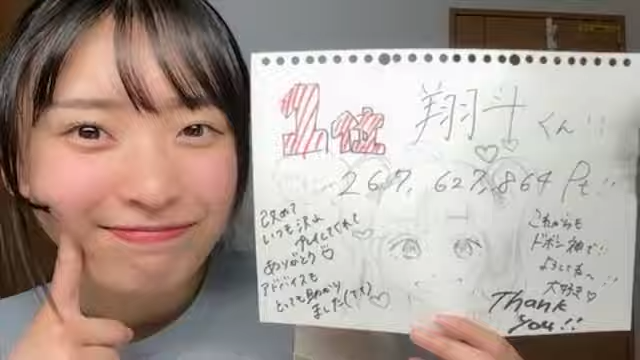 1位 翔斗くん!!
267,627,864 Pt!!
改めて
いつも沢山
プレイしてくれて
ありがとう♡
アドバイスも
とっても助かり
ました(TT)♡
これからも
ドボン神で!!
よろしくね〜!!
大好き♡
Thank
you!!